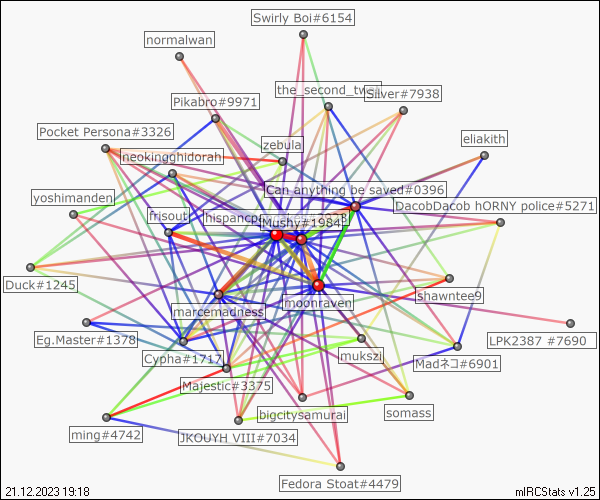 Swirly Boi#6154
normalwan
the_second_twei
Silver#7938
Pikabro#9971
Pocket Persona#3326
zebula
eliakith
neokingghidorah
Can anything be saved#0396
yoshimanden
DacobDacob hORNY police#5271
frisout
Mushy#1984
Duck#1245
shawntee9
marcemadness
moonraven
Eg.Master#1378
LPK2387 #7690
Cypha#1717
mukszi
Madネコ#6901
Majestic#3375
bigcitysamurai
somass
ming#4742
JKOUYH VIII#7034
Fedora Stoat#4479
21.12.2023 19:18
mIRCStats v1.25